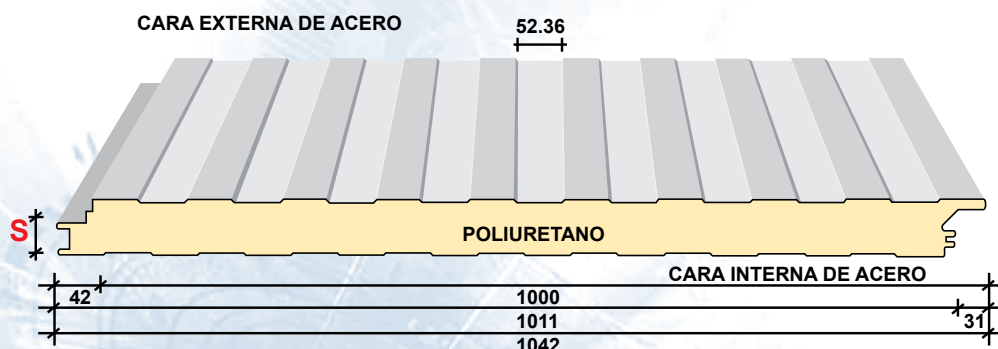 CARA EXTERNA DE ACERO
52.36
S
POLIURETANO
CARA INTERNA DE ACERO
42
1000
1011
31
1042